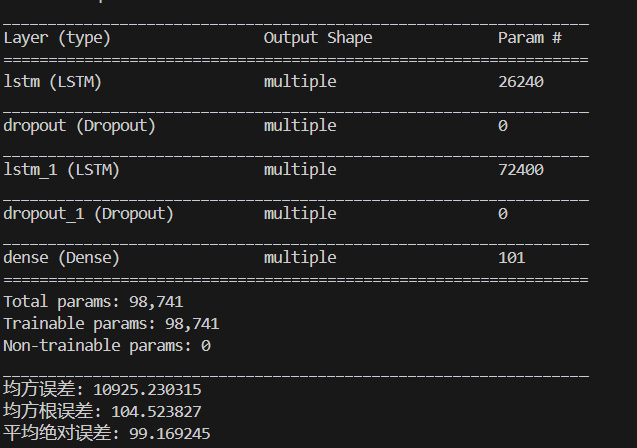 Layer (type) Output Shape Param #
lstm (LSTM) multiple 26240
dropout (Dropout) multiple 0
lstm_1 (LSTM) multiple 72400
dropout_1 (Dropout) multiple 0
dense (Dense) multiple 101
Total params: 98,741
Trainable params: 98,741
Non-trainable params: 0
均方误差: 10925.230315
均方根误差: 104.523827
平均绝对误差: 99.169245